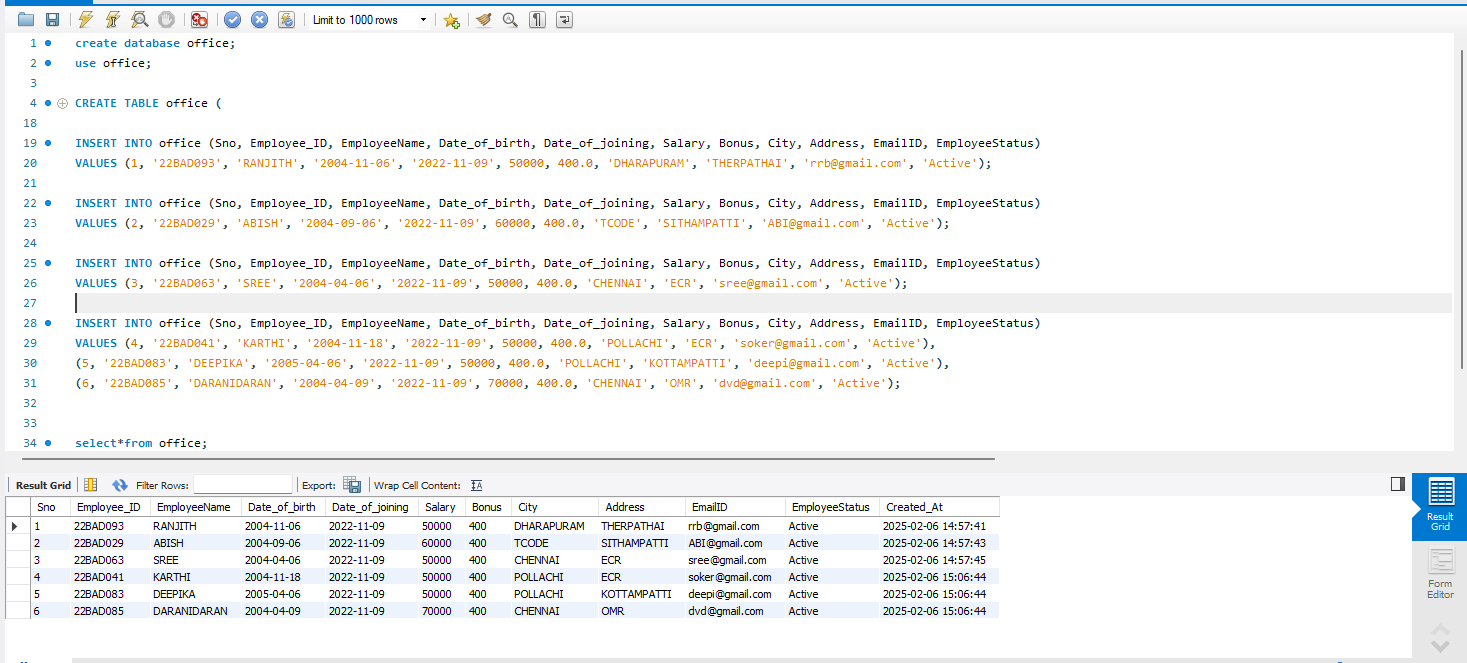 Limit to 1000 rows
1 create database office;
2 use office;
3
4 CREATE TABLE office (
18
19 INSERT INTO office (Sno, Employee_ID, EmployeeName, Date_of_birth, Date_of_joining, Salary, Bonus, City, Address, EmailID, EmployeeStatus)
20 VALUES (1, '22BAD093', 'RANJITH', '2004-11-06', '2022-11-09', 50000, 400.0, 'DHARAPURAM', 'THERPATHAI', 'rrb@gmail.com', 'Active');
21
22 INSERT INTO office (Sno, Employee_ID, EmployeeName, Date_of_birth, Date_of_joining, Salary, Bonus, City, Address, EmailID, EmployeeStatus)
23 VALUES (2, '22BAD029', 'ABISH', '2004-09-06', '2022-11-09', 60000, 400.0, 'TCODE', 'SITHAMPATTI', 'ABI@gmail.com', 'Active');
24
25 INSERT INTO office (Sno, Employee_ID, EmployeeName, Date_of_birth, Date_of_joining, Salary, Bonus, City, Address, EmailID, EmployeeStatus)
26 VALUES (3, '22BAD063', 'SREE', '2004-04-06', '2022-11-09', 50000, 400.0, 'CHENNAI', 'ECR', 'sree@gmail.com', 'Active');
27
28 INSERT INTO office (Sno, Employee_ID, EmployeeName, Date_of_birth, Date_of_joining, Salary, Bonus, City, Address, EmailID, EmployeeStatus)
29 VALUES (4, '22BAD041', 'KARTHI', '2004-11-18', '2022-11-09', 50000, 400.0, 'POLLACHI', 'ECR', 'soker@gmail.com', 'Active'),
30 (5, '22BAD083', 'DEEPIKA', '2005-04-06', '2022-11-09', 50000, 400.0, 'POLLACHI', 'KOTTAMPATTI', 'deepi@gmail.com', 'Active'),
31 (6, '22BAD085', 'DARANIDARAN', '2004-04-09', '2022-11-09', 70000, 400.0, 'CHENNAI', 'OMR', 'dvd@gmail.com', 'Active');
32
33
34 select*from office;
Result Grid Filter Rows: Export: Wrap Cell Content:
Sno Employee_ID EmployeeName Date_of_birth Date_of_joining Salary Bonus City Address EmailID EmployeeStatus Created_At
1 22BAD093 RANJITH 2004-11-06 2022-11-09 50000 400 DHARAPURAM THERPATHAI rrb@gmail.com Active 2025-02-06 14:57:41
2 22BAD029 ABISH 2004-09-06 2022-11-09 60000 400 TCODE SITHAMPATTI ABI@gmail.com Active 2025-02-06 14:57:43
3 22BAD063 SREE 2004-04-06 2022-11-09 50000 400 CHENNAI ECR sree@gmail.com Active 2025-02-06 14:57:45
4 22BAD041 KARTHI 2004-11-18 2022-11-09 50000 400 POLLACHI ECR soker@gmail.com Active 2025-02-06 15:06:44
5 22BAD083 DEEPIKA 2005-04-06 2022-11-09 50000 400 POLLACHI KOTTAMPATTI deepi@gmail.com Active 2025-02-06 15:06:44
6 22BAD085 DARANIDARAN 2004-04-09 2022-11-09 70000 400 CHENNAI OMR dvd@gmail.com Active 2025-02-06 15:06:44
Result
Grid
Form
Editor